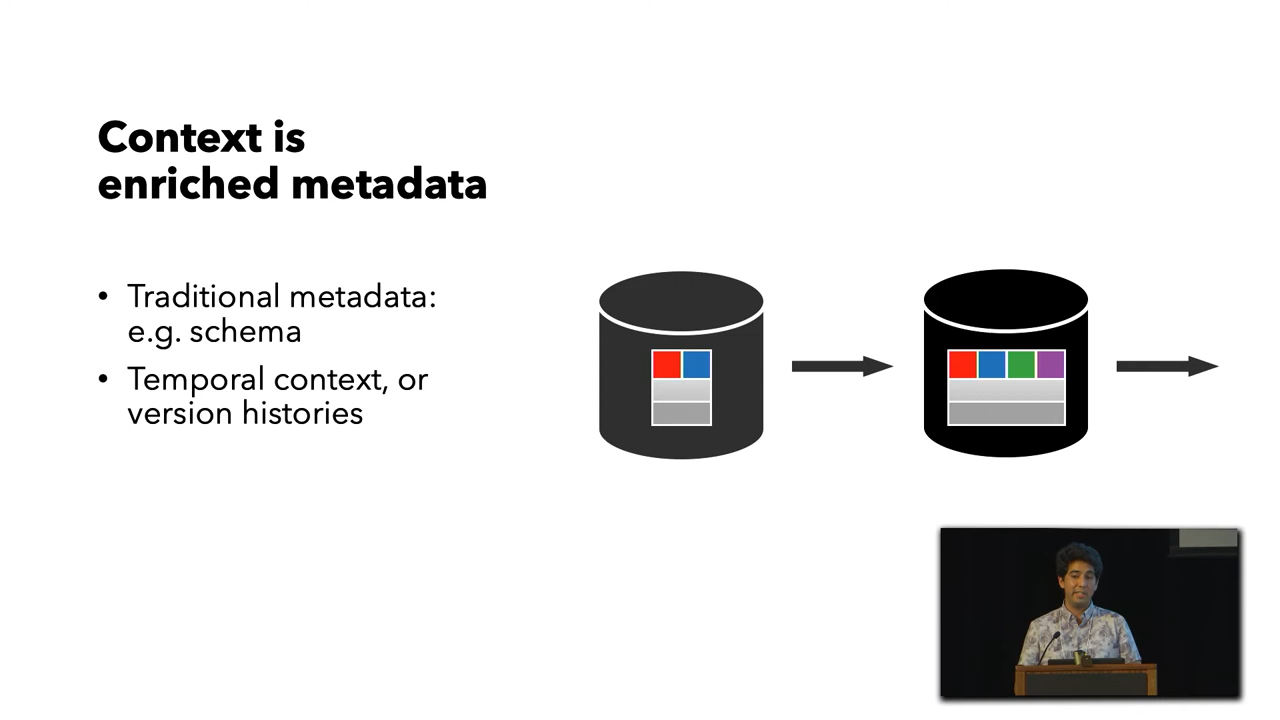 Context is
enriched metadata
• Traditional metadata:
e.g. schema
• Temporal context, or
version histories